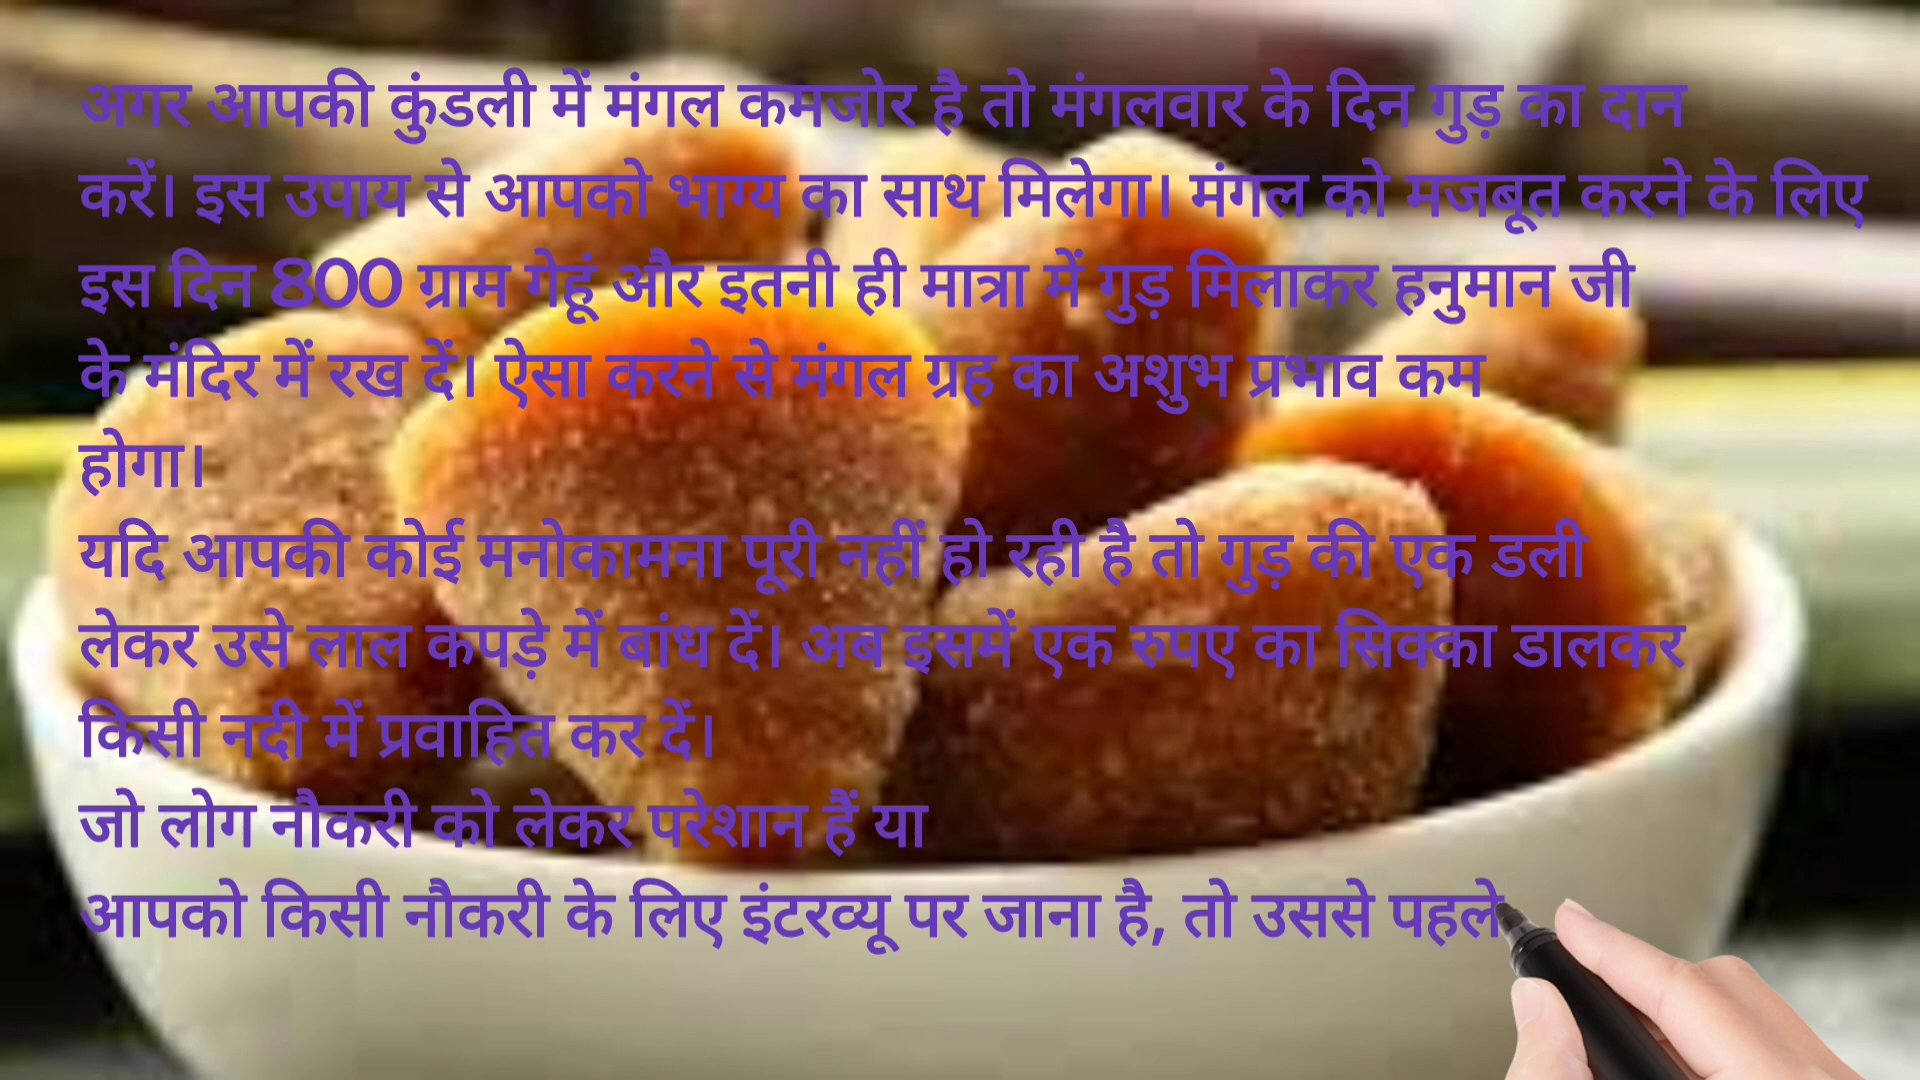 अगर आपकी कुंडली में मंगल कमजोर है तो मंगलवार के दिन गुड़ का दान
करें। इस उपाय से आपको भाग्य का साथ मिलेगा। मंगल को मजबूत करने के लिए
इस दिन 800 ग्राम गेहूं और इतनी ही मात्रा में गुड़ मिलाकर हनुमान जी
के मंदिर में रख दें। ऐसा करने से मंगल ग्रह का अशुभ प्रभाव कम
होगा।
यदि आपकी कोई मनोकामना पूरी नहीं हो रही है तो गुड़ की एक डली
लेकर उसे लाल कपड़े में बांध दें। अब इसमें एक रुपए का सिक्का डालकर
किसी नदी में प्रवाहित कर दें।
जो लोग नौकरी को लेकर परेशान हैं या
आपको किसी नौकरी के लिए इंटरव्यू पर जाना है, तो उससे पहले